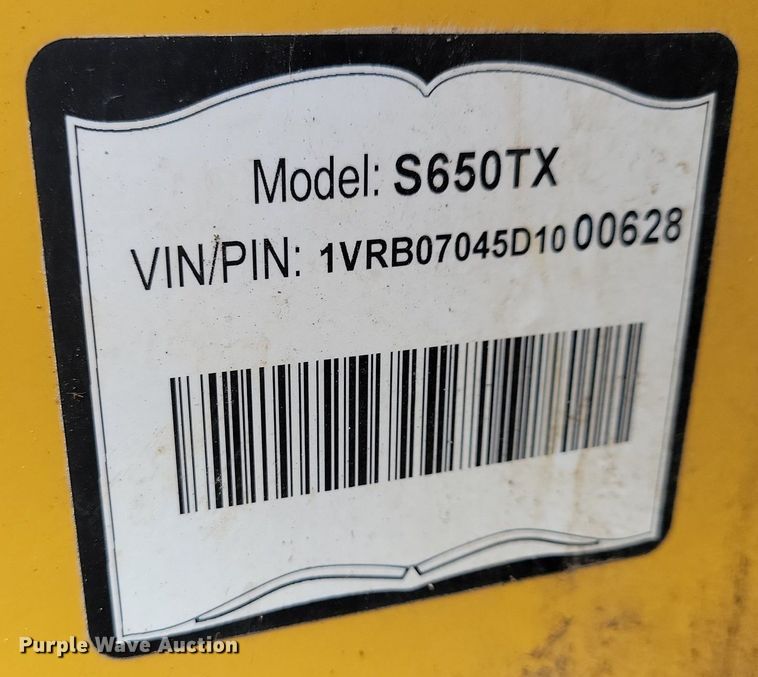 Model: S650TX
VIN/PIN: 1VRB07045D1000628
Purple Wave Auction